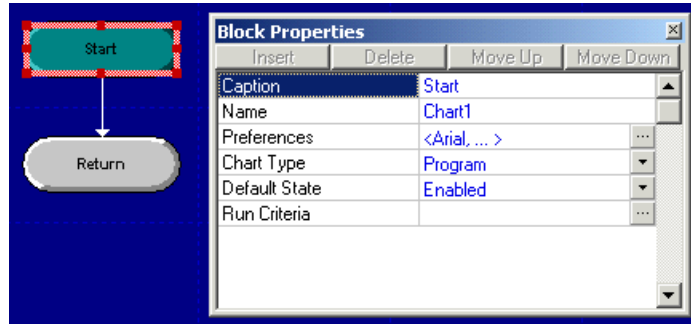 Start
Return
Block Properties
Insert Delete Move Up Move Down
Caption Start
Name Chart1
Preferences <Arial, ... >
Chart Type Program
Default State Enabled
Run Criteria